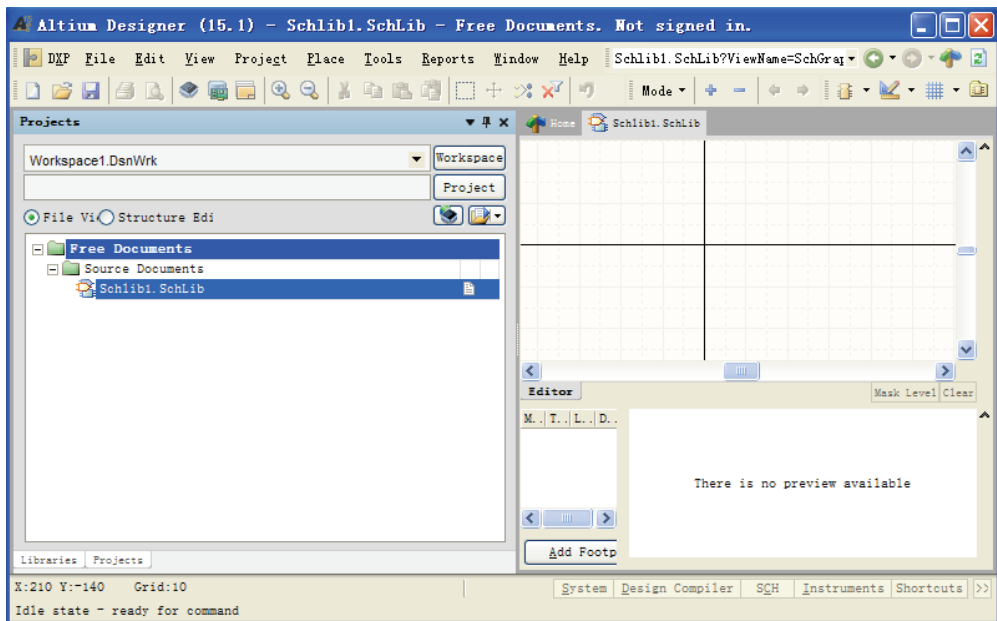 Altium Designer (15.1) - Schlib1.SchLib - Free Documents. Not signed in.
DXP File Edit View Project Place Tools Reports Window Help Schlib1.SchLib?ViewName=SchGrap
Mode
Projects
Home Schlib1.SchLib
Workspace1.DsnWrk Workspace
Project
File Vi Structure Edi
Free Documents
Source Documents
Schlib1.SchLib
Editor Mask Level Clear
M.. T.. L.. D..
There is no preview available
Add Footp
Libraries Projects
X:210 Y:-140 Grid:10 System Design Compiler SCH Instruments Shortcuts >>
Idle state - ready for command